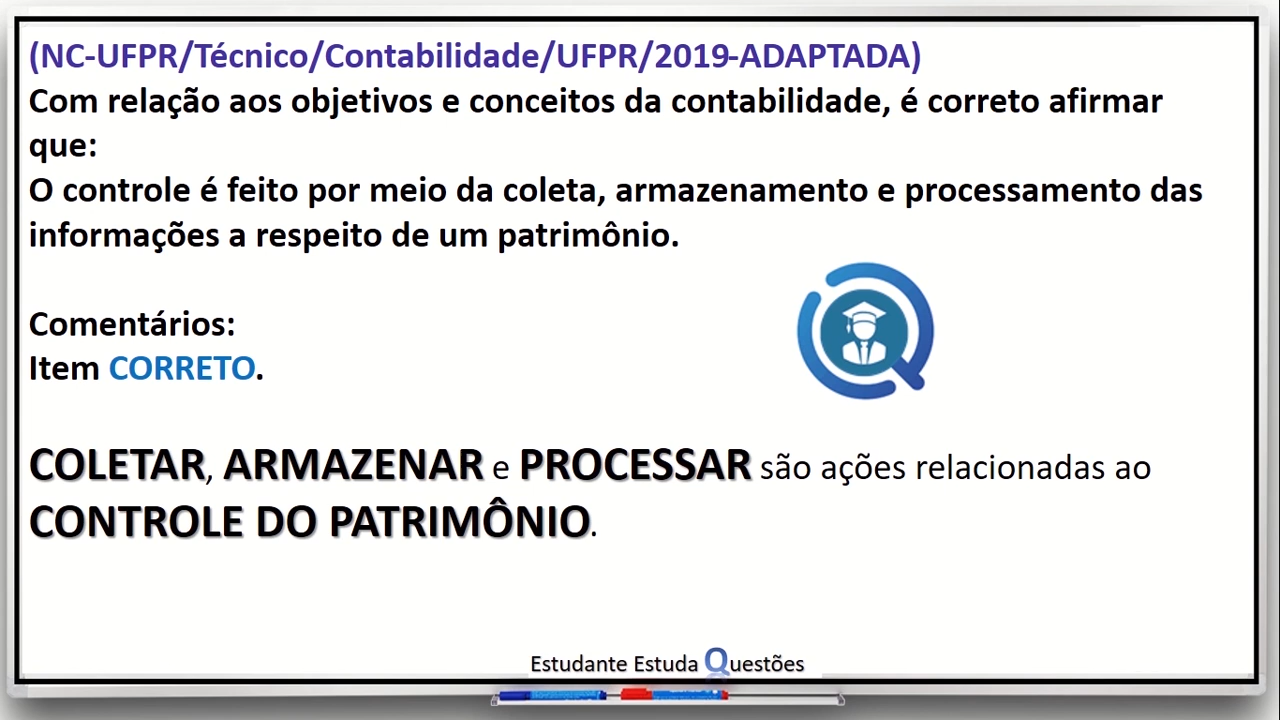 (NC-UFPR/Técnico/Contabilidade/UFPR/2019-ADAPTADA)
Com relação aos objetivos e conceitos da contabilidade, é correto afirmar
que:
O controle é feito por meio da coleta, armazenamento e processamento das
informações a respeito de um patrimônio.
Comentários:
Item CORRETO.
COLETAR, ARMAZENAR e PROCESSAR são ações relacionadas ao
CONTROLE DO PATRIMÔNIO.
Estudante Estuda Questões